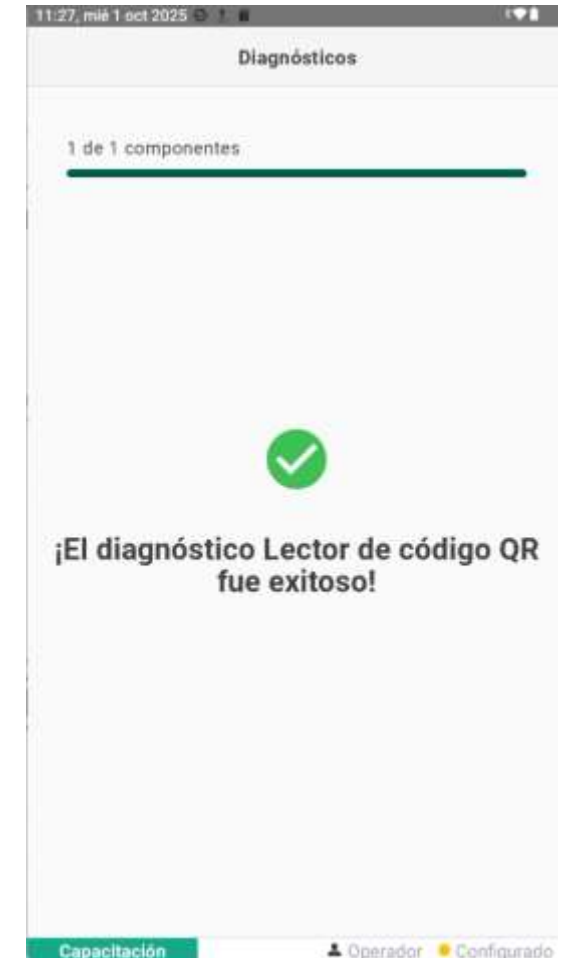 11:27, mié 1 oct 2025
Diagnósticos
1 de 1 componentes
¡El diagnóstico Lector de código QR
fue exitoso!
Capacitación
Operador
Configurado